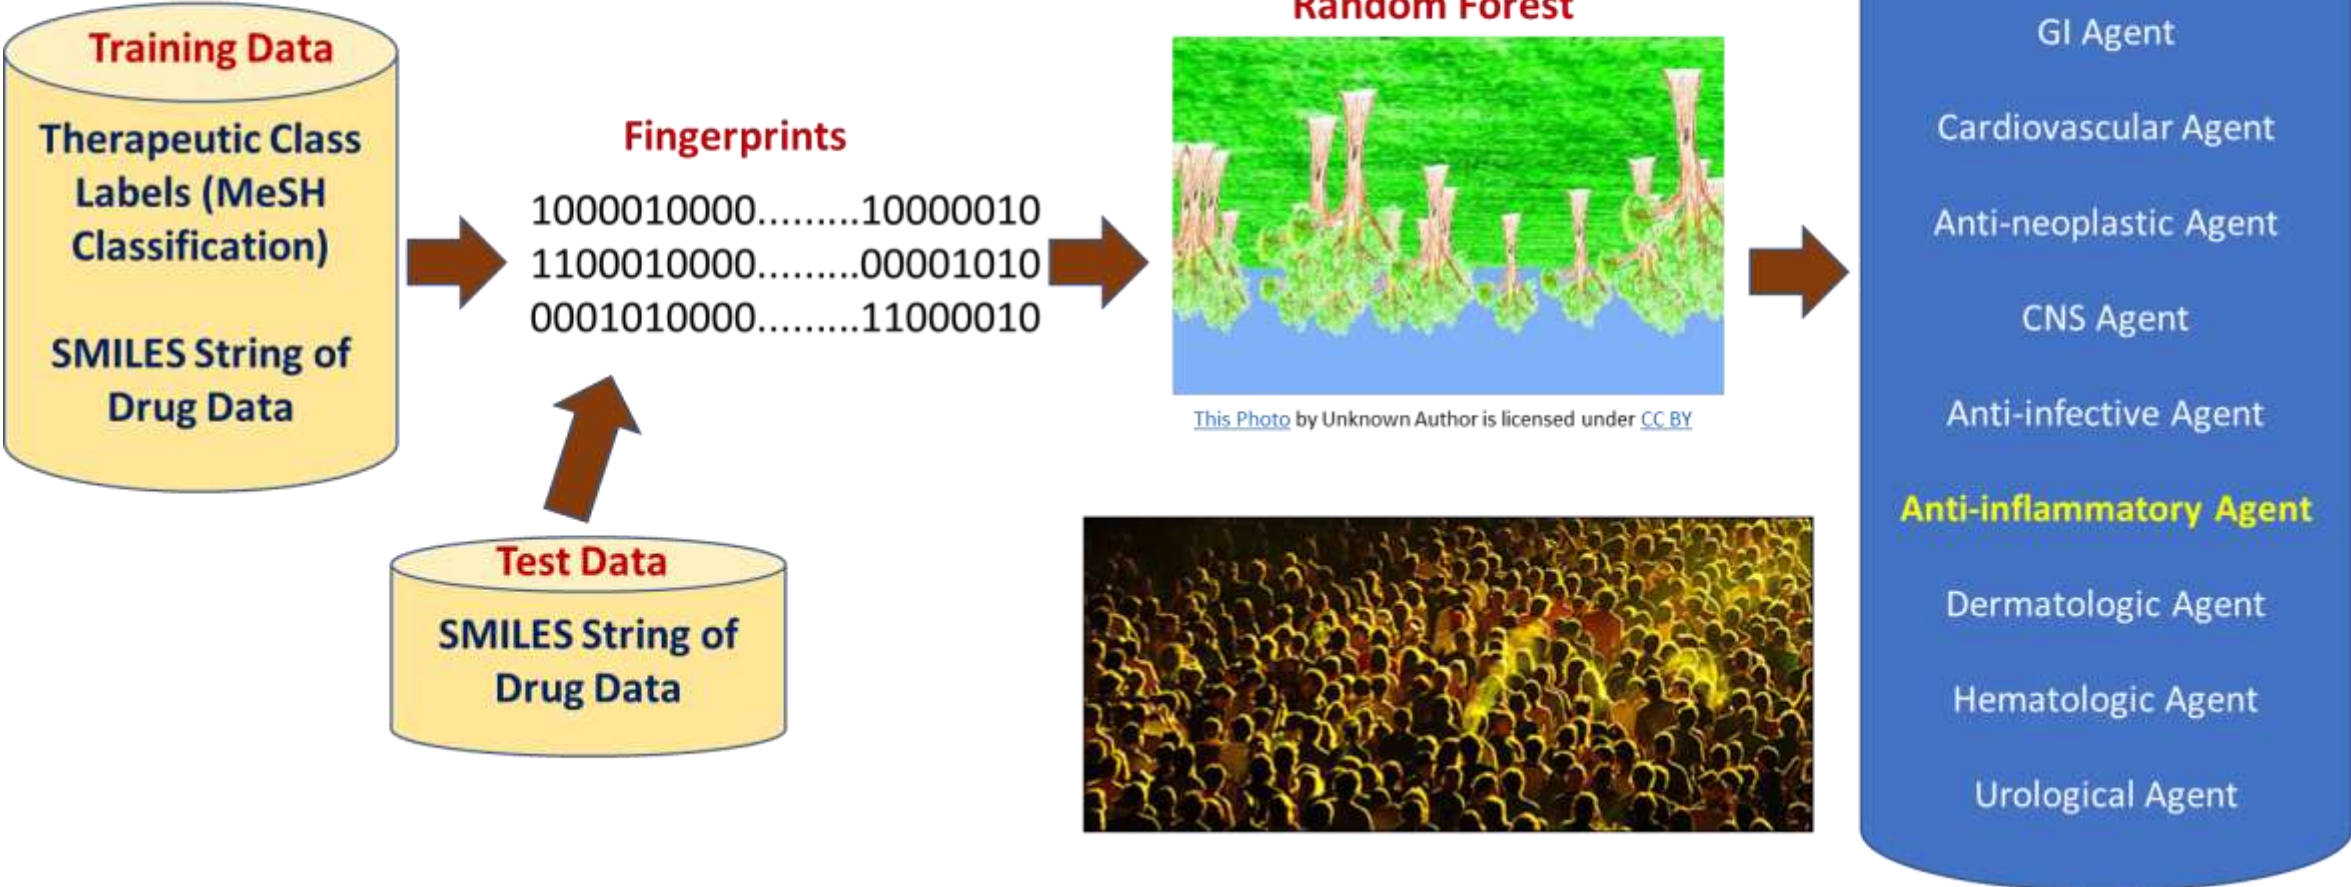 Training Data
Therapeutic Class
Labels (MeSH
Classification)
SMILES String of
Drug Data
Fingerprints
1000010000.........10000010
1100010000.........00001010
0001010000.........11000010
Test Data
SMILES String of
Drug Data
Random Forest
This Photo by Unknown Author is licensed under CC BY
GI Agent
Cardiovascular Agent
Anti-neoplastic Agent
CNS Agent
Anti-infective Agent
Anti-inflammatory Agent
Dermatologic Agent
Hematologic Agent
Urological Agent